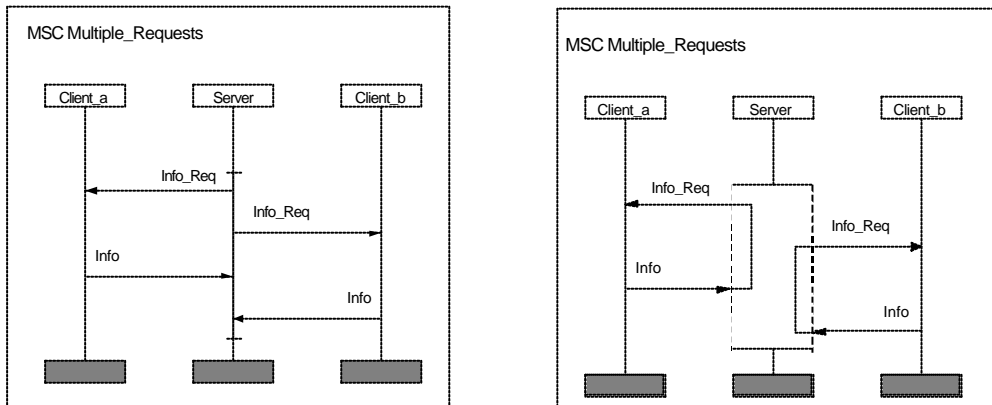 MSC Multiple_Requests
Client_a
Server
Client_b
Info_Req
Info_Req
Info
Info
MSC Multiple_Requests
Client_a
Server
Client_b
Info_Req
Info_Req
Info
Info